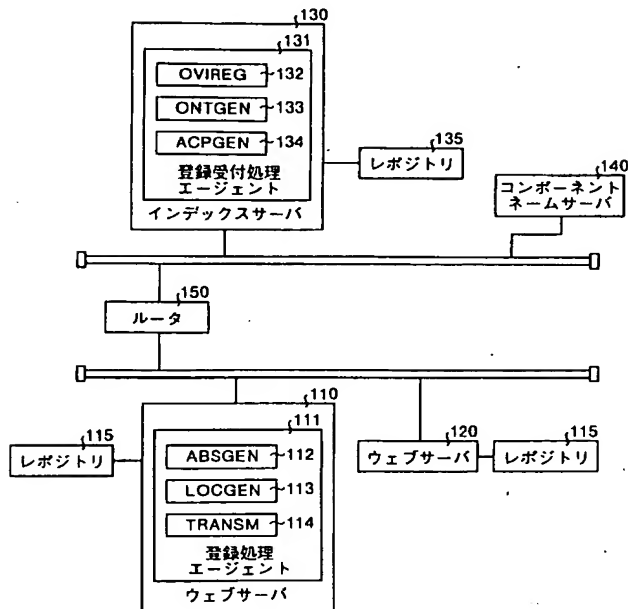 130
131
OVIREG
132
ONTGEN
133
ACPGEN
134
登録受付処理
エージェント
インデックスサーバ
135
レポジトリ
140
コンポーネント
ネームサーバ
150
ルータ
110
111
115
レポジトリ
ABSGEN
112
LOCGEN
113
TRANSM
114
登録処理
エージェント
ウェブサーバ
120
ウェブサーバ
115
レポジトリ